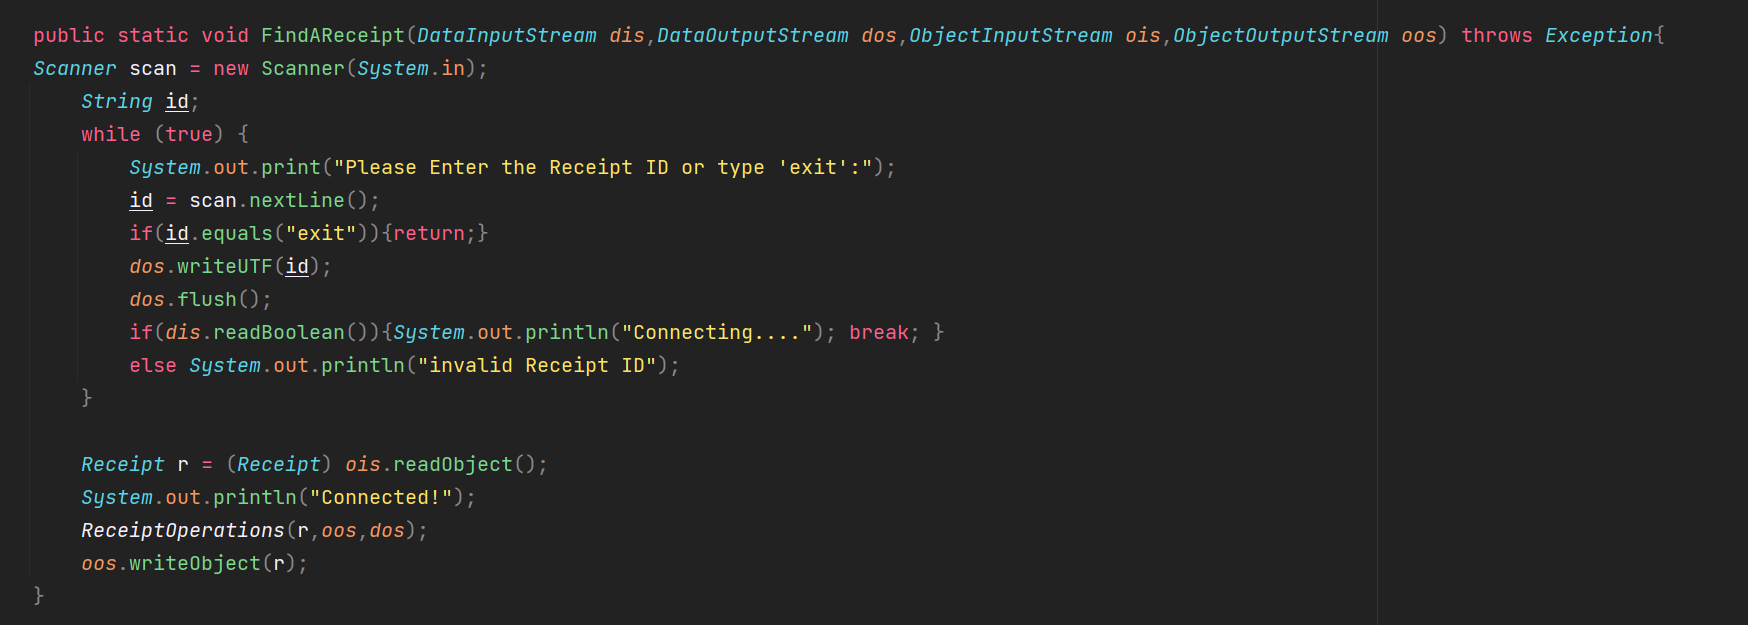 public static void FindAReceipt(DataInputStream dis,DataOutputStream dos,ObjectInputStream ois,ObjectOutputStream oos) throws Exception{
Scanner scan = new Scanner(System.in);
    String id;
    while (true) {
        System.out.print("Please Enter the Receipt ID or type 'exit':");
        id = scan.nextLine();
        if(id.equals("exit")){return;}
        dos.writeUTF(id);
        dos.flush();
        if(dis.readBoolean()){System.out.println("Connecting...."); break; }
        else System.out.println("invalid Receipt ID");
    }

    Receipt r = (Receipt) ois.readObject();
    System.out.println("Connected!");
    ReceiptOperations(r,oos,dos);
    oos.writeObject(r);
}